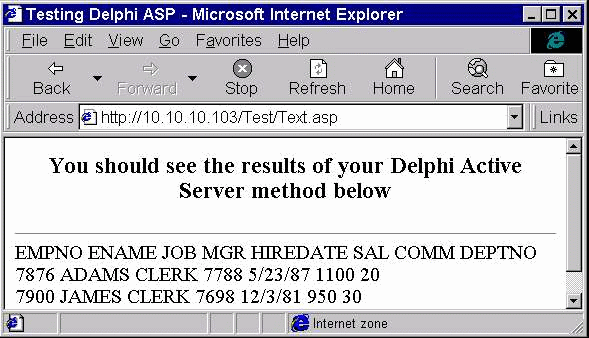 Testing Delphi ASP - Microsoft Internet Explorer
File Edit View Go Favorites Help
Back Forward Stop Refresh Home Search Favorite
Address http://10.10.10.103/Test/Text.asp Links
You should see the results of your Delphi Active
Server method below
EMPNO ENAME JOB MGR HIREDATE SAL COMM DEPTNO
7876 ADAMS CLERK 7788 5/23/87 1100 20
7900 JAMES CLERK 7698 12/3/81 950 30
Internet zone